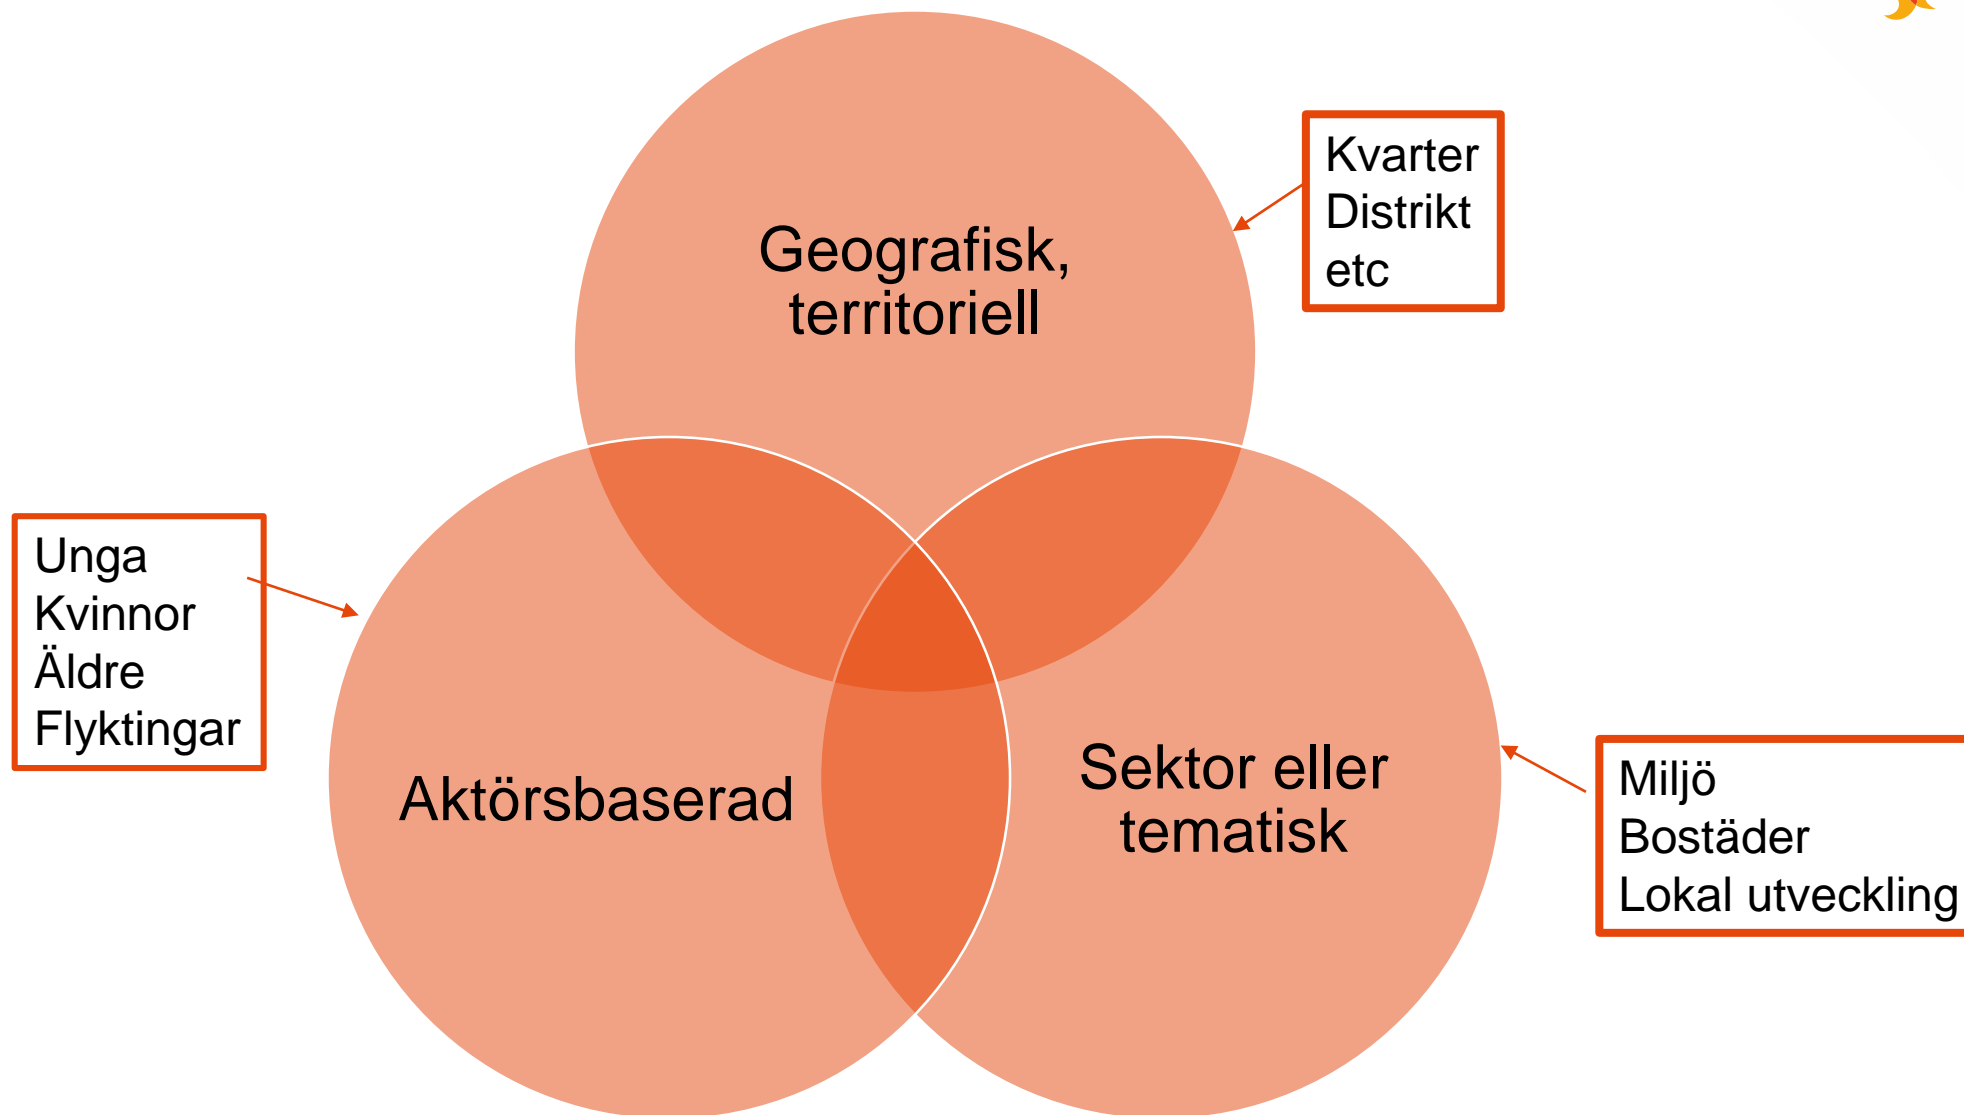 Geografisk,
territoriell
Kvarter
Distrikt
etc
Unga
Kvinnor
Äldre
Flyktingar
Aktörsbaserad
Sektor eller
tematisk
Miljö
Bostäder
Lokal utveckling